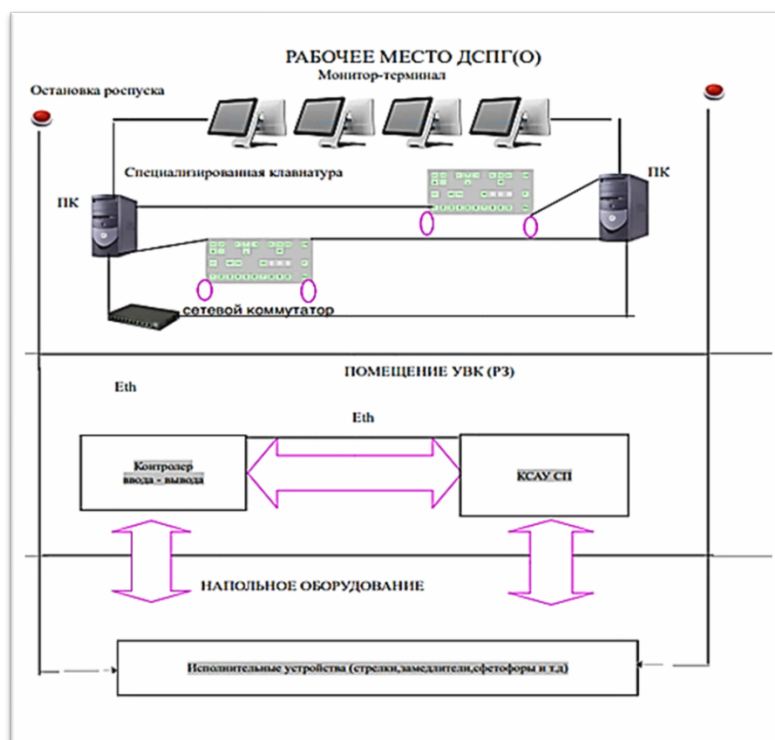 РАБОЧЕЕ МЕСТО ДСПГ(О)
Монитор-терминал
Остановка роспуска
Специализированная клавиатура
ПК
ПК
сетевой коммутатор
ПОМЕЩЕНИЕ УВК (РЗ)
Eth
Eth
Контролер
ввода - вывода
КСАУ СП
НАПОЛЬНОЕ ОБОРУДОВАНИЕ
Исполнительные устройства (стрелки,замедлители,сфетофоры и т.д)